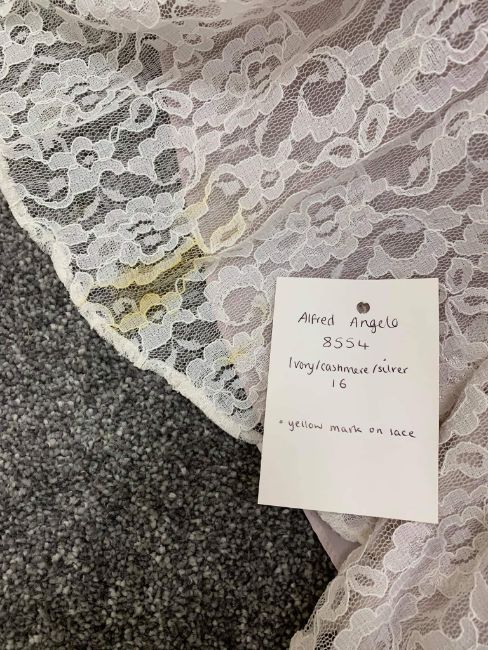 Alfred Angelo
8554
Ivory/cashmere/silver
16
* yellow mark on lace